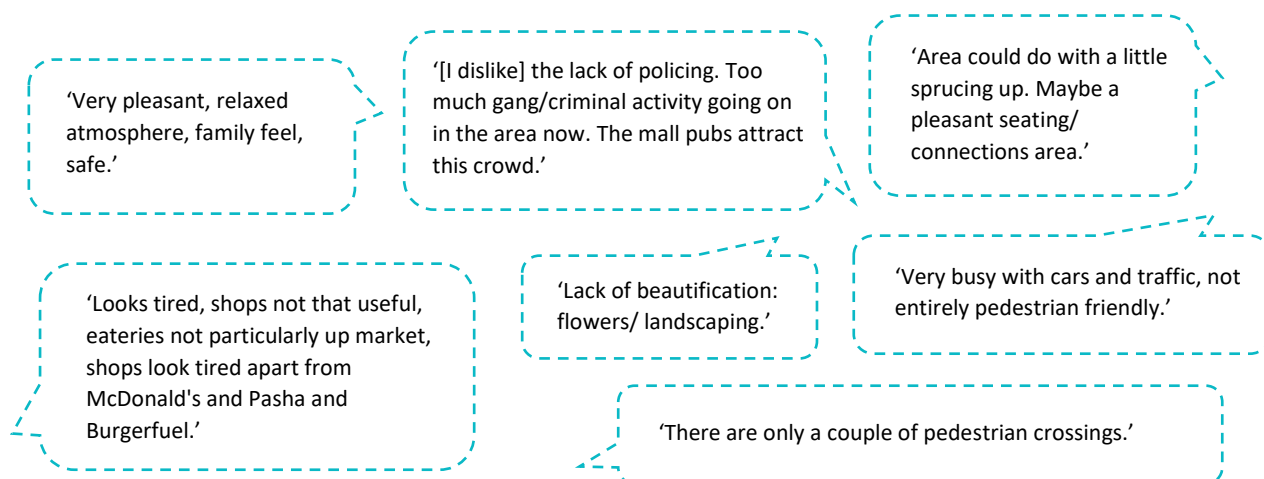 ‘Very pleasant, relaxed
atmosphere, family feel,
safe.’
‘[I dislike] the lack of policing. Too
much gang/criminal activity going on
in the area now. The mall pubs attract
this crowd.’
‘Area could do with a little
sprucing up. Maybe a
pleasant seating/
connections area.’
‘Looks tired, shops not that useful,
eateries not particularly up market,
shops look tired apart from
McDonald's and Pasha and
Burgerfuel.’
‘Lack of beautification:
flowers/ landscaping.’
‘Very busy with cars and traffic, not
entirely pedestrian friendly.’
‘There are only a couple of pedestrian crossings.’